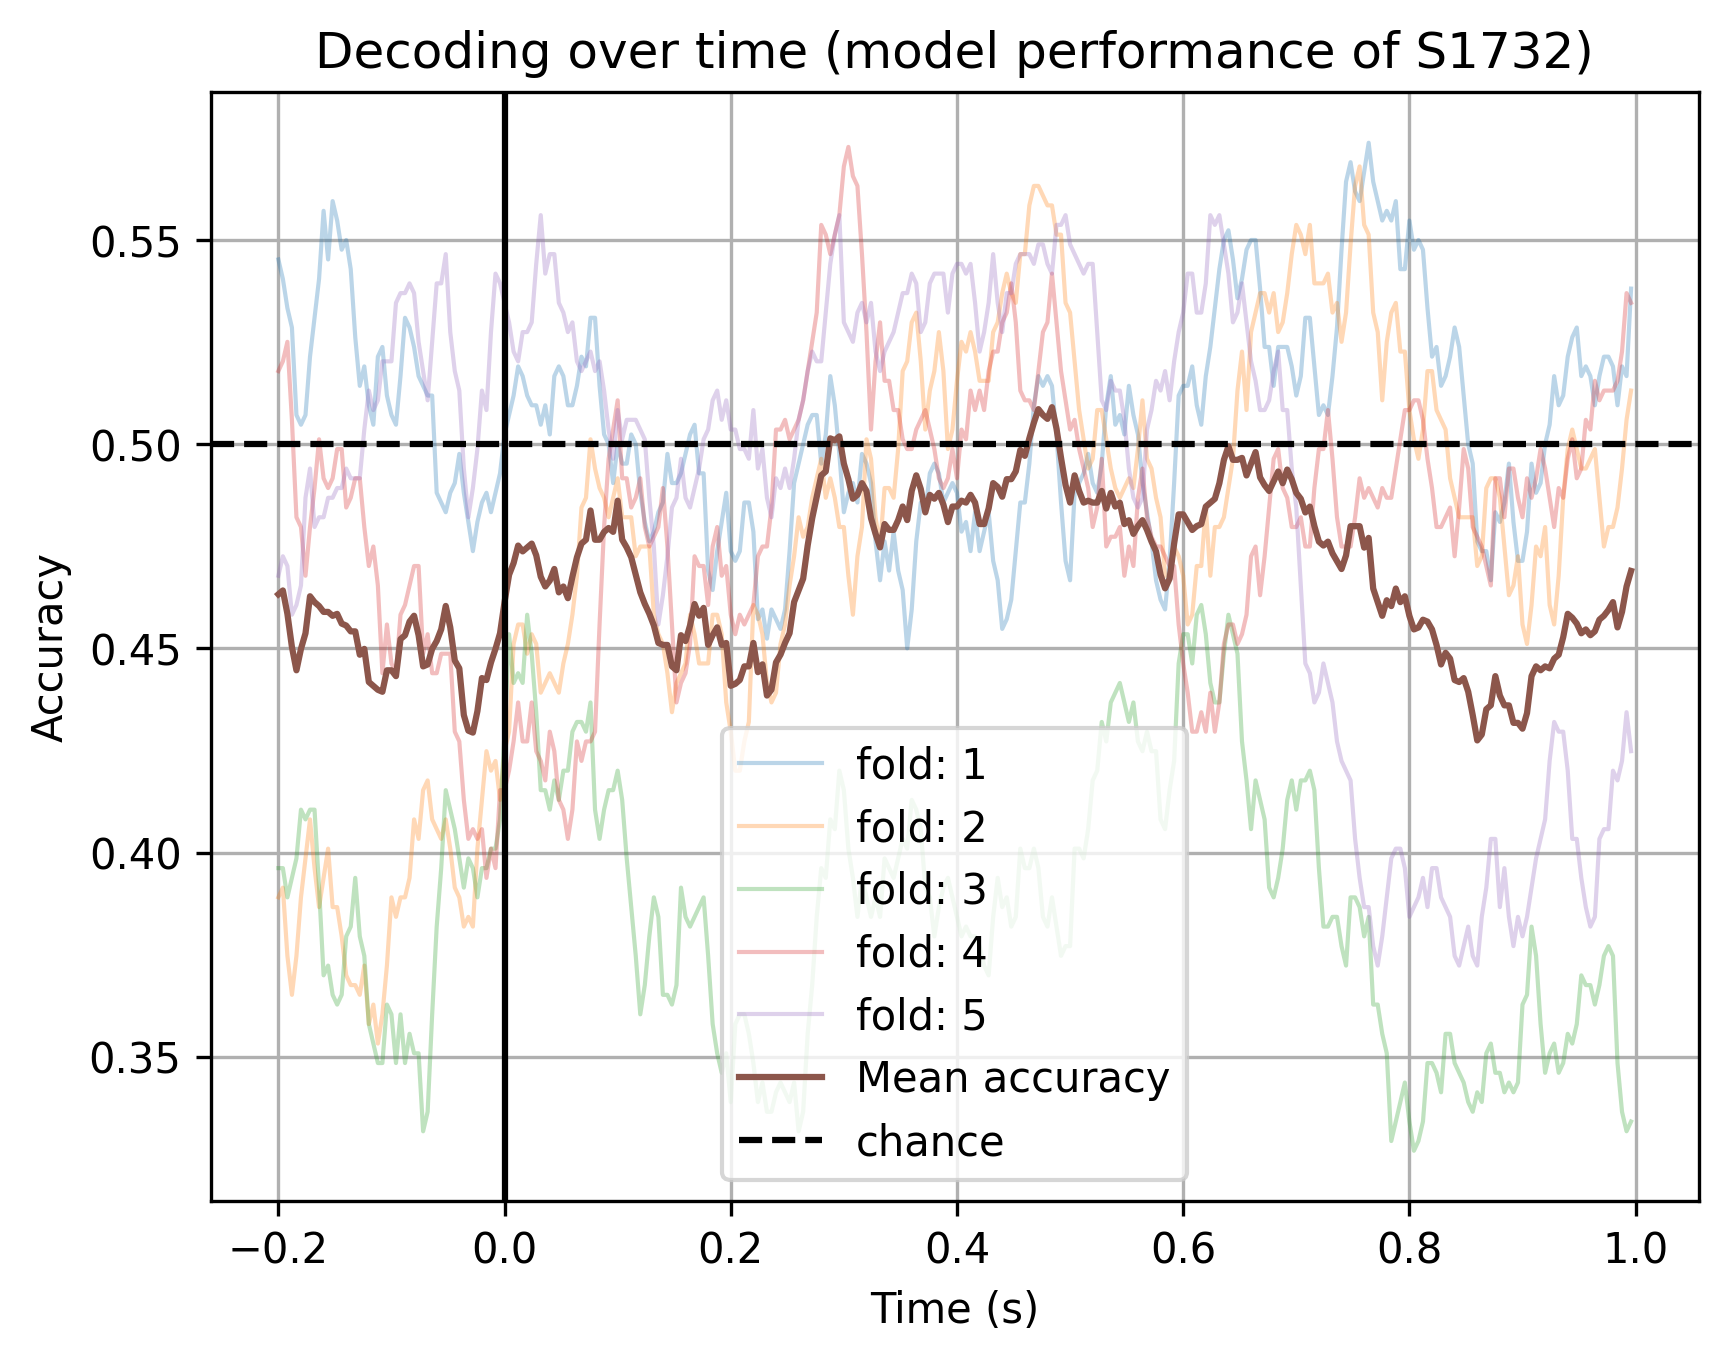 Decoding over time (model performance of S1732)
Accuracy
0.55
0.50
0.45
0.40
0.35
fold: 1
fold: 2
fold: 3
fold: 4
fold: 5
Mean accuracy
chance
−0.2 0.0 0.2 0.4 0.6 0.8 1.0
Time (s)